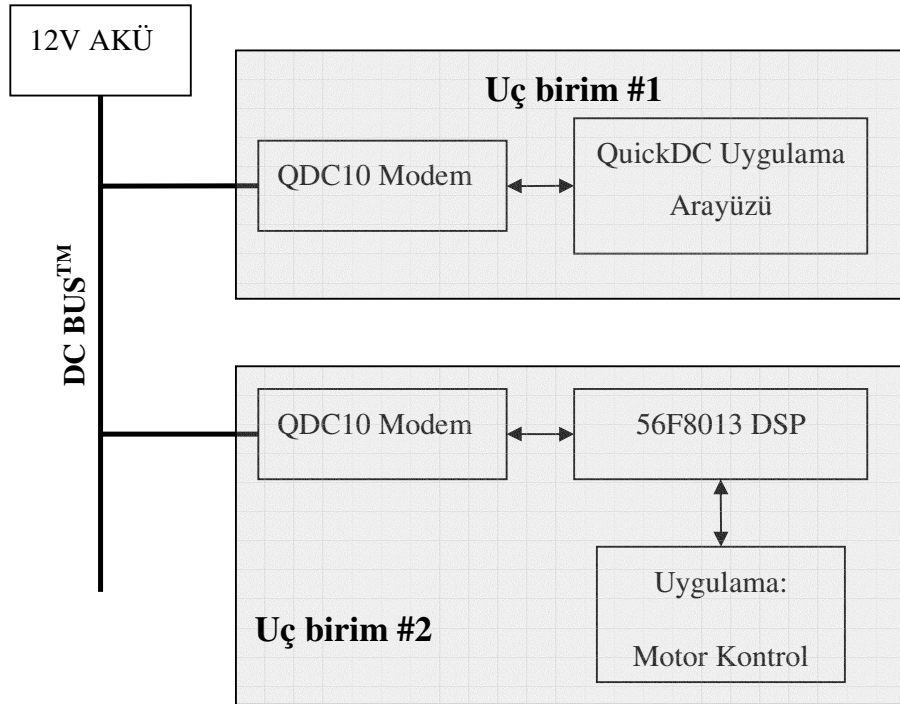 12V AKÜ
Uç birim #1
QDC10 Modem
QuickDC Uygulama
Arayüzü
DC BUS™
QDC10 Modem
56F8013 DSP
Uygulama:
Motor Kontrol
Uç birim #2